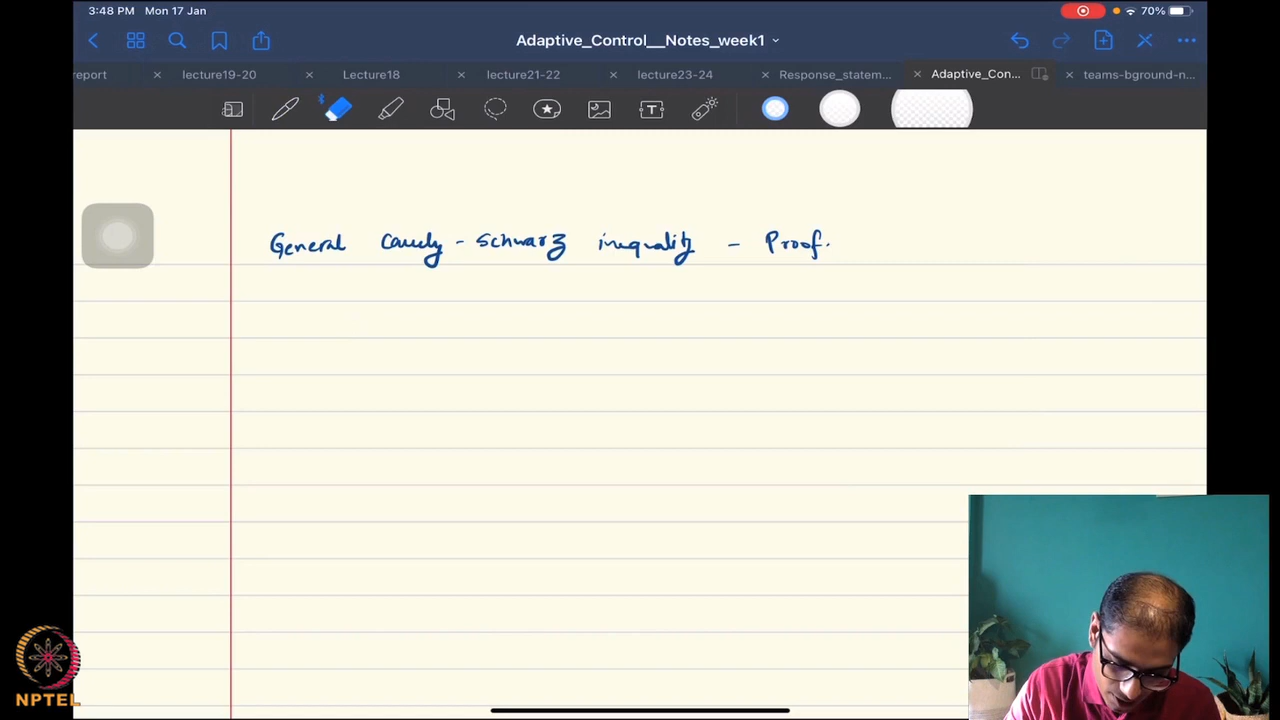 3:48 PM Mon 17 Jan
70%
Adaptive_Control__Notes_week1
report
lecture19-20
Lecture18
lecture21-22
lecture23-24
Response_statem...
Adaptive_Con...
teams-bground-n...
General Cauchy - Schwarz inequality - Proof.
NPTEL